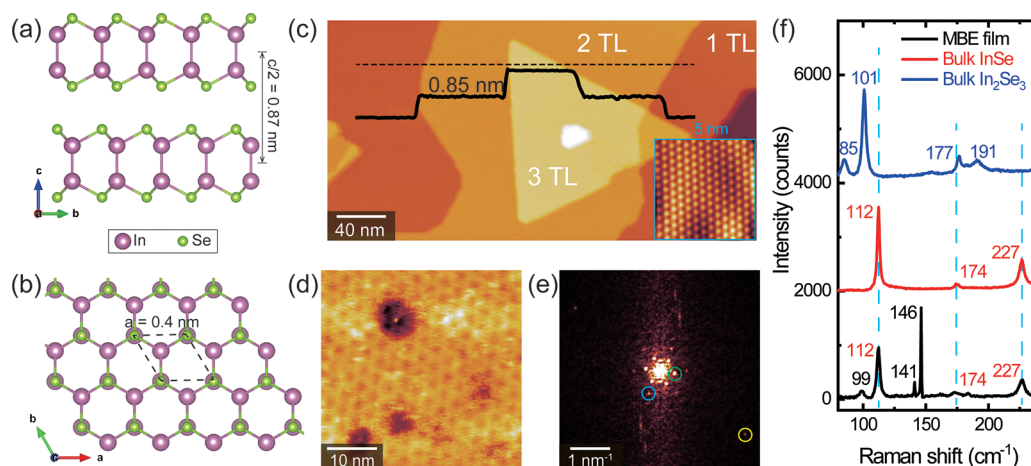 (a)
c/2 = 0.87 nm
c
a
b
In
Se
(b)
a = 0.4 nm
b
c
a
(c)
2 TL
1 TL
0.85 nm
5 nm
3 TL
40 nm
(d)
10 nm
(e)
1 nm⁻¹
(f)
MBE film
Bulk InSe
Bulk In₂Se₃
6000
101
85
177
191
4000
112
227
174
2000
146
112
227
141
99
174
0
Intensity (counts)
100
150
200
Raman shift (cm⁻¹)